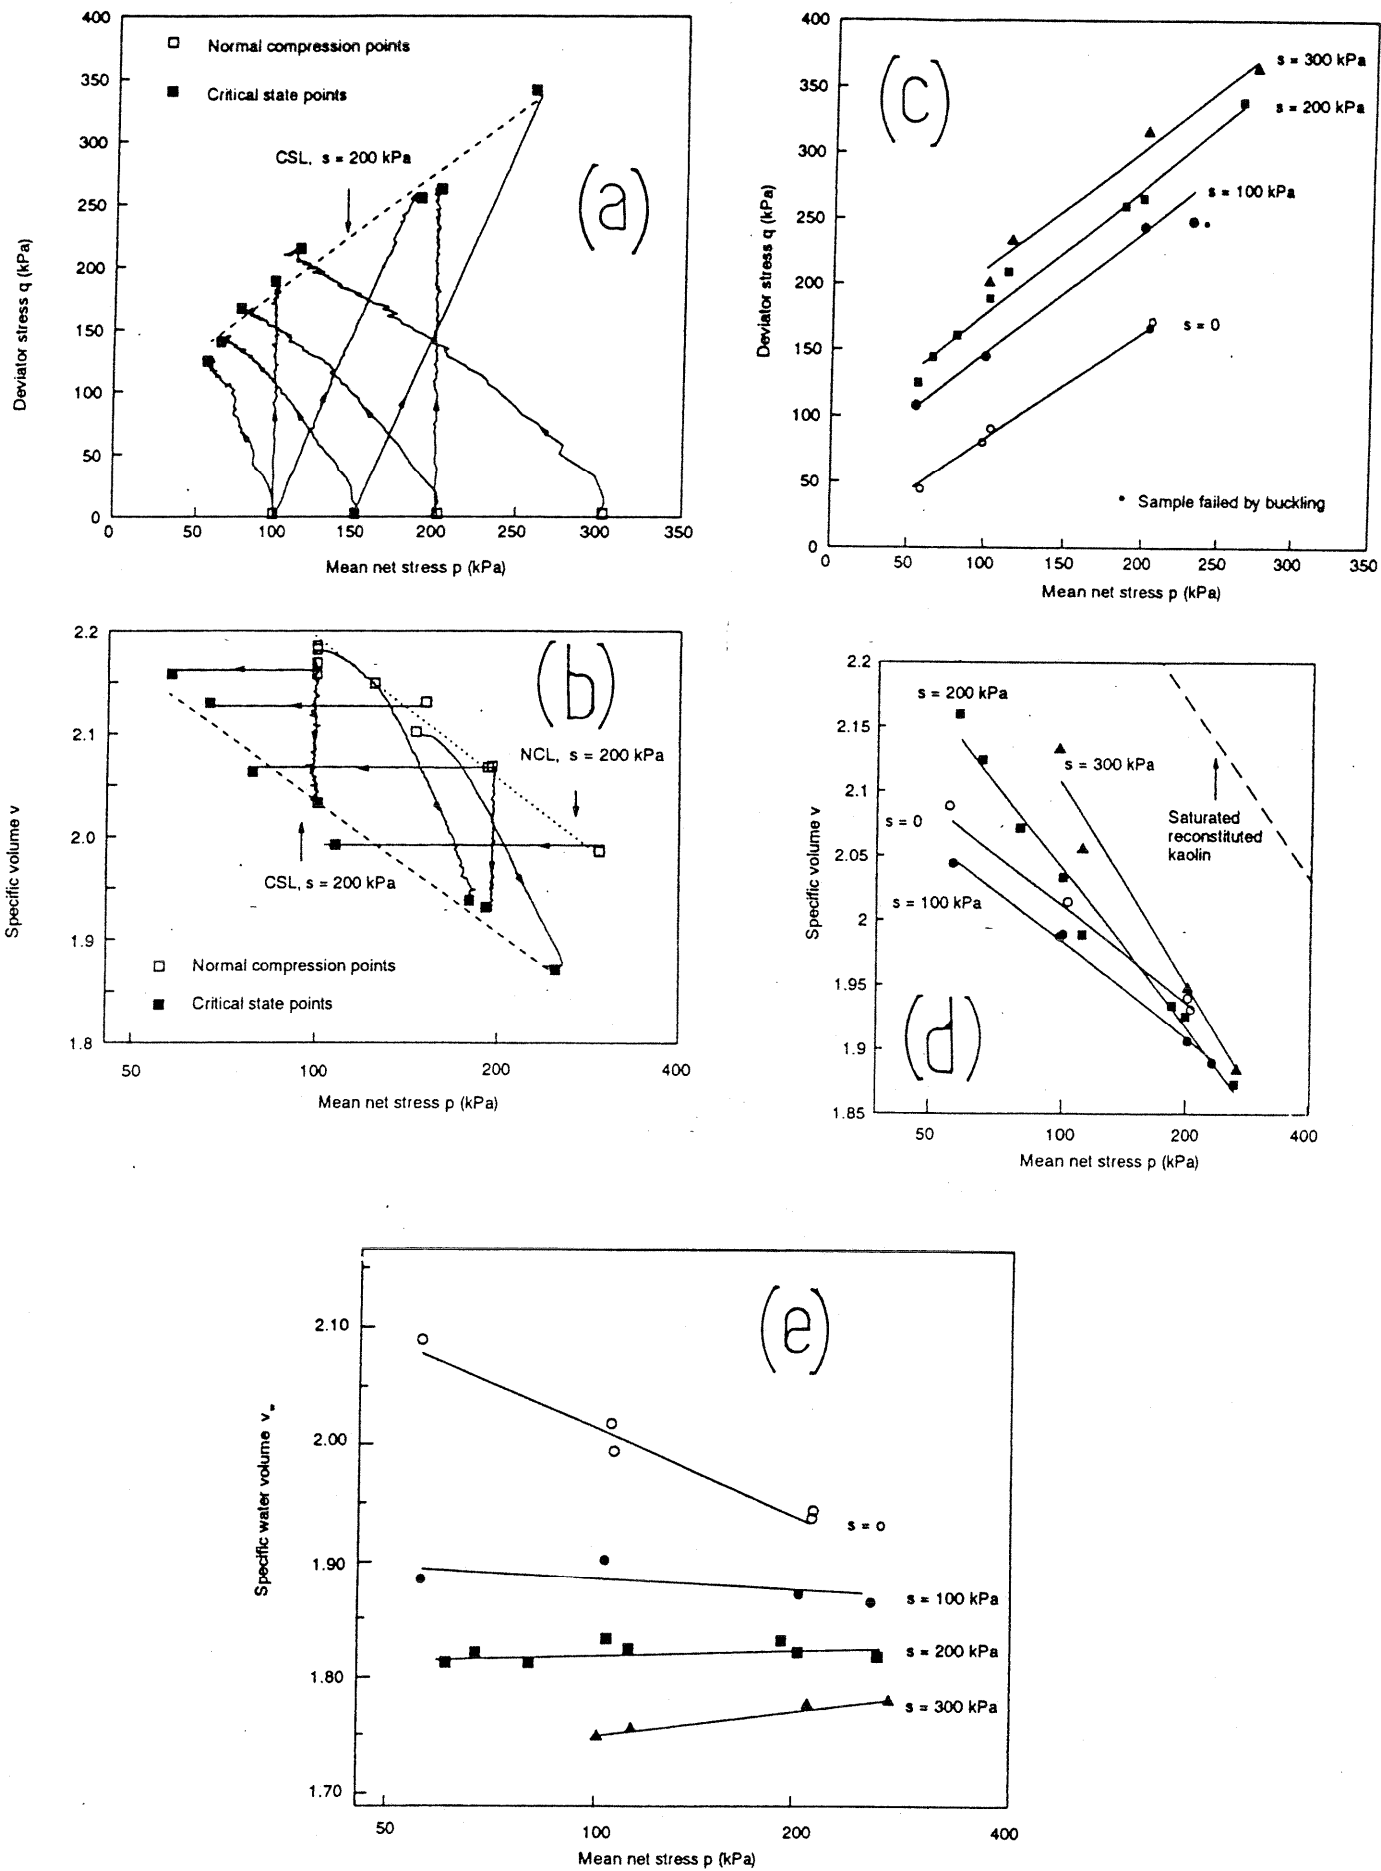 400
350
300
250
200
150
100
50
0
Deviator stress q (kPa)
Normal compression points
Critical state points
CSL, s = 200 kPa
(a)
0 50 100 150 200 250 300 350
Mean net stress p (kPa)
400
350
300
250
200
150
100
50
0
Deviator stress q (kPa)
(c)
s = 300 kPa
s = 200 kPa
s = 100 kPa
s = 0
Sample failed by buckling
0 50 100 150 200 250 300 350
Mean net stress p (kPa)
2.2
2.1
2.0
1.9
1.8
Specific volume v
(b)
NCL, s = 200 kPa
CSL, s = 200 kPa
Normal compression points
Critical state points
50 100 200 400
Mean net stress p (kPa)
2.2
2.15
2.1
2.05
2
1.95
1.9
1.85
Specific volume v
s = 200 kPa
s = 300 kPa
s = 0
s = 100 kPa
Saturated
reconstituted
kaolin
(d)
50 100 200 400
Mean net stress p (kPa)
2.10
2.00
1.90
1.80
1.70
Specific water volume v
(e)
s = 0
s = 100 kPa
s = 200 kPa
s = 300 kPa
50 100 200 400
Mean net stress p (kPa)